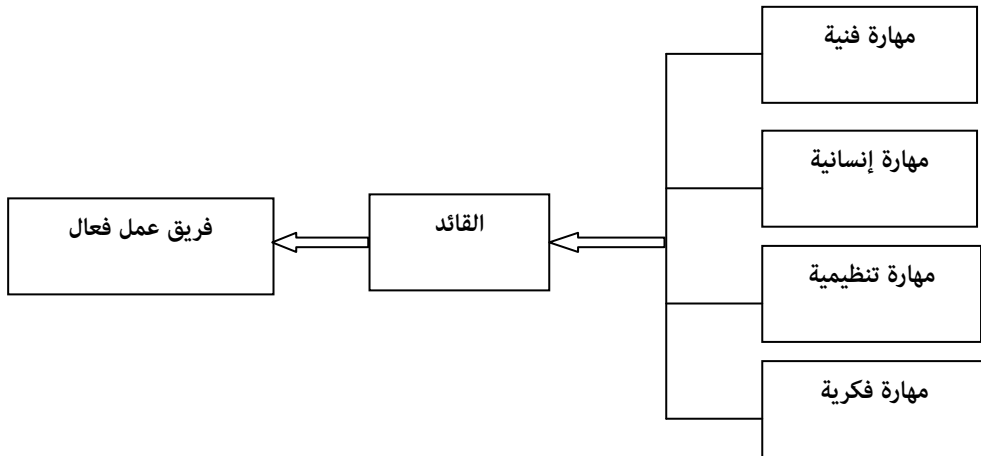 مهارة فنية
مهارة إنسانية
مهارة تنظيمية
مهارة فكرية
القائد
فريق عمل فعال